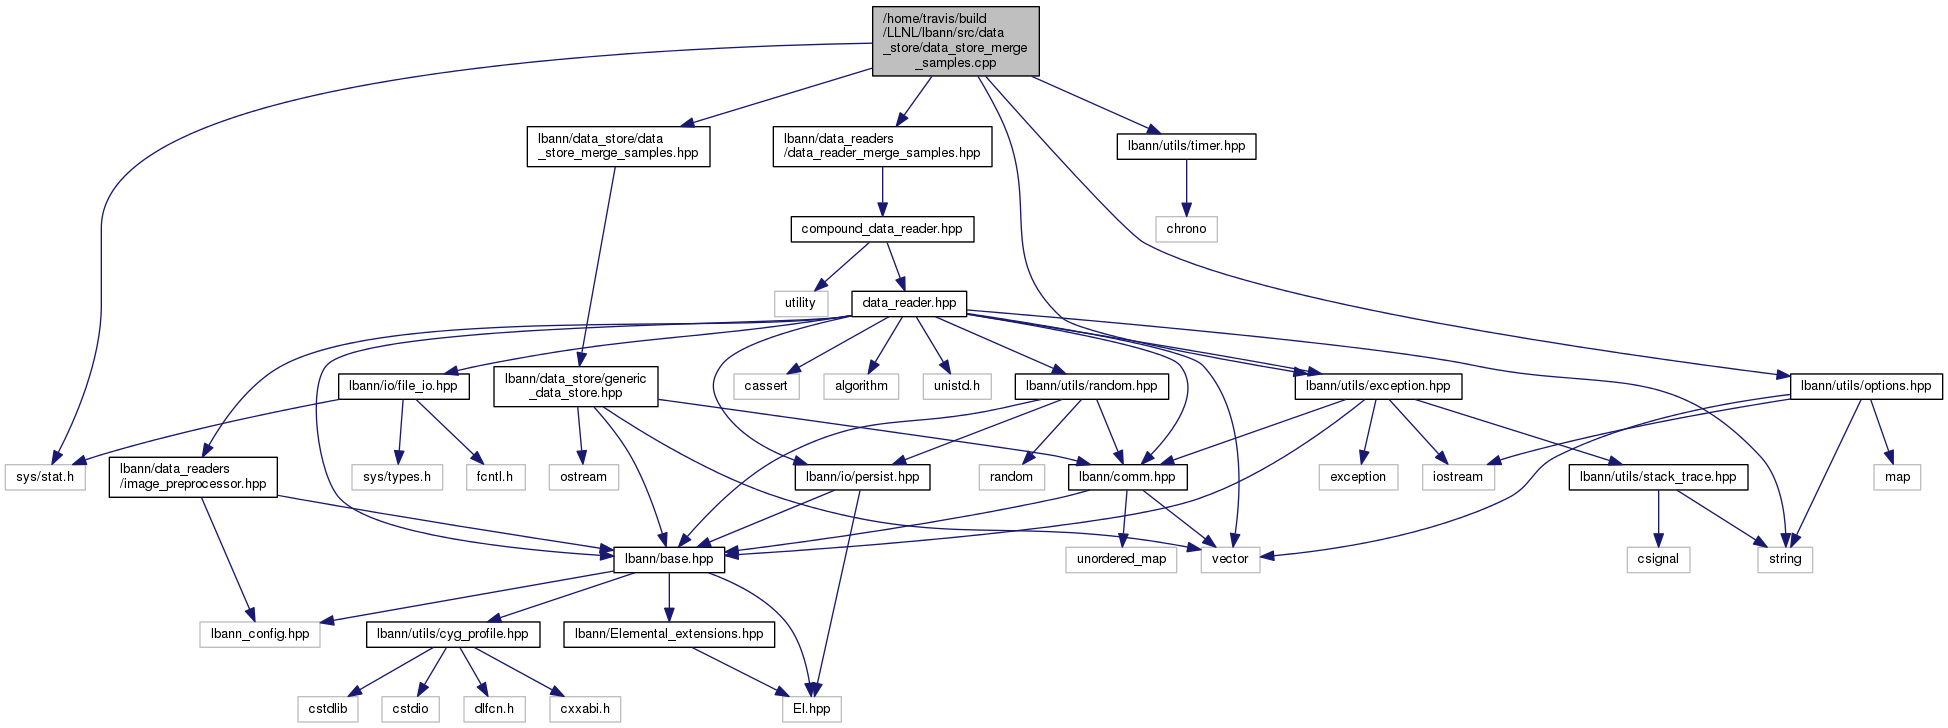 /home/travis/build
/LLNL/lbann/src/data
_store/data_store_merge
_samples.cpp
lbann/data_store/data
_store_merge_samples.hpp
lbann/data_readers
/data_reader_merge_samples.hpp
lbann/utils/timer.hpp
compound_data_reader.hpp
chrono
utility
data_reader.hpp
lbann/io/file_io.hpp
lbann/data_store/generic
_data_store.hpp
cassert
algorithm
unistd.h
lbann/utils/random.hpp
lbann/utils/exception.hpp
lbann/utils/options.hpp
sys/stat.h
lbann/data_readers
/image_preprocessor.hpp
sys/types.h
fcntl.h
ostream
lbann/io/persist.hpp
random
lbann/comm.hpp
exception
iostream
lbann/utils/stack_trace.hpp
map
lbann/base.hpp
unordered_map
vector
csignal
string
lbann_config.hpp
lbann/utils/cyg_profile.hpp
lbann/Elemental_extensions.hpp
cstdlib
cstdio
dlfcn.h
cxxabi.h
El.hpp